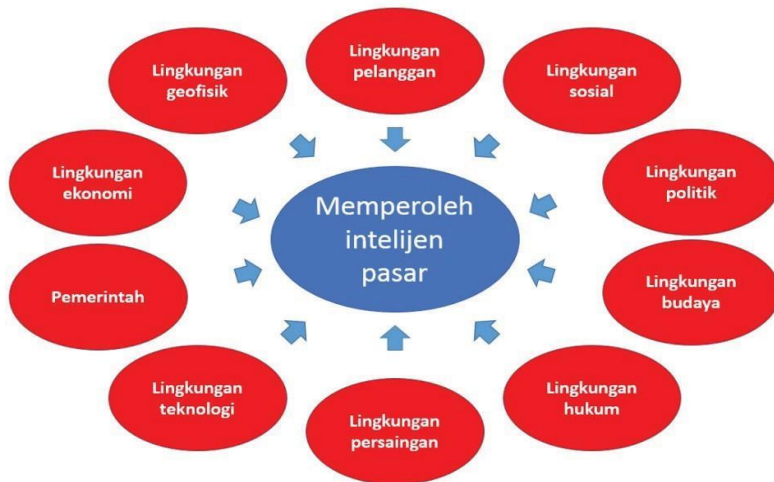 Lingkungan
pelanggan
Lingkungan
geofisik
Lingkungan
sosial
Lingkungan
ekonomi
Lingkungan
politik
Memperoleh
intelijen
pasar
Pemerintah
Lingkungan
budaya
Lingkungan
teknologi
Lingkungan
hukum
Lingkungan
persaingan